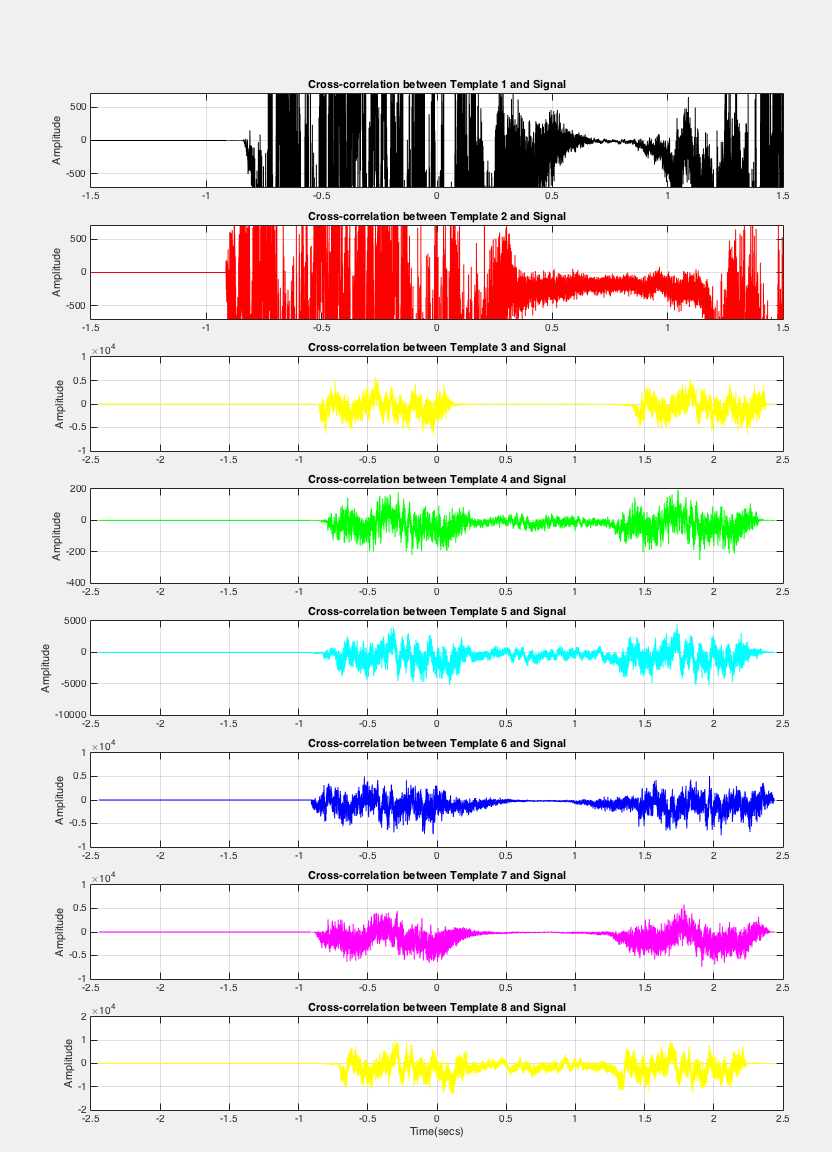 Cross-correlation between Template 1 and Signal
Amplitude
500
0
-500
-1.5 -1 -0.5 0 0.5 1 1.5
Cross-correlation between Template 2 and Signal
Amplitude
500
0
-500
-1.5 -1 -0.5 0 0.5 1 1.5
Cross-correlation between Template 3 and Signal
×10^4
Amplitude
1
0.5
0
-0.5
-1
-2.5 -2 -1.5 -1 -0.5 0 0.5 1 1.5 2 2.5
Cross-correlation between Template 4 and Signal
Amplitude
200
0
-200
-400
-2.5 -2 -1.5 -1 -0.5 0 0.5 1 1.5 2 2.5
Cross-correlation between Template 5 and Signal
Amplitude
5000
0
-5000
-10000
-2.5 -2 -1.5 -1 -0.5 0 0.5 1 1.5 2 2.5
Cross-correlation between Template 6 and Signal
×10^4
Amplitude
1
0.5
0
-0.5
-1
-2.5 -2 -1.5 -1 -0.5 0 0.5 1 1.5 2 2.5
Cross-correlation between Template 7 and Signal
×10^4
Amplitude
1
0.5
0
-0.5
-1
-2.5 -2 -1.5 -1 -0.5 0 0.5 1 1.5 2 2.5
Cross-correlation between Template 8 and Signal
×10^4
Amplitude
2
1
0
-1
-2
-2.5 -2 -1.5 -1 -0.5 0 0.5 1 1.5 2 2.5
Time(secs)